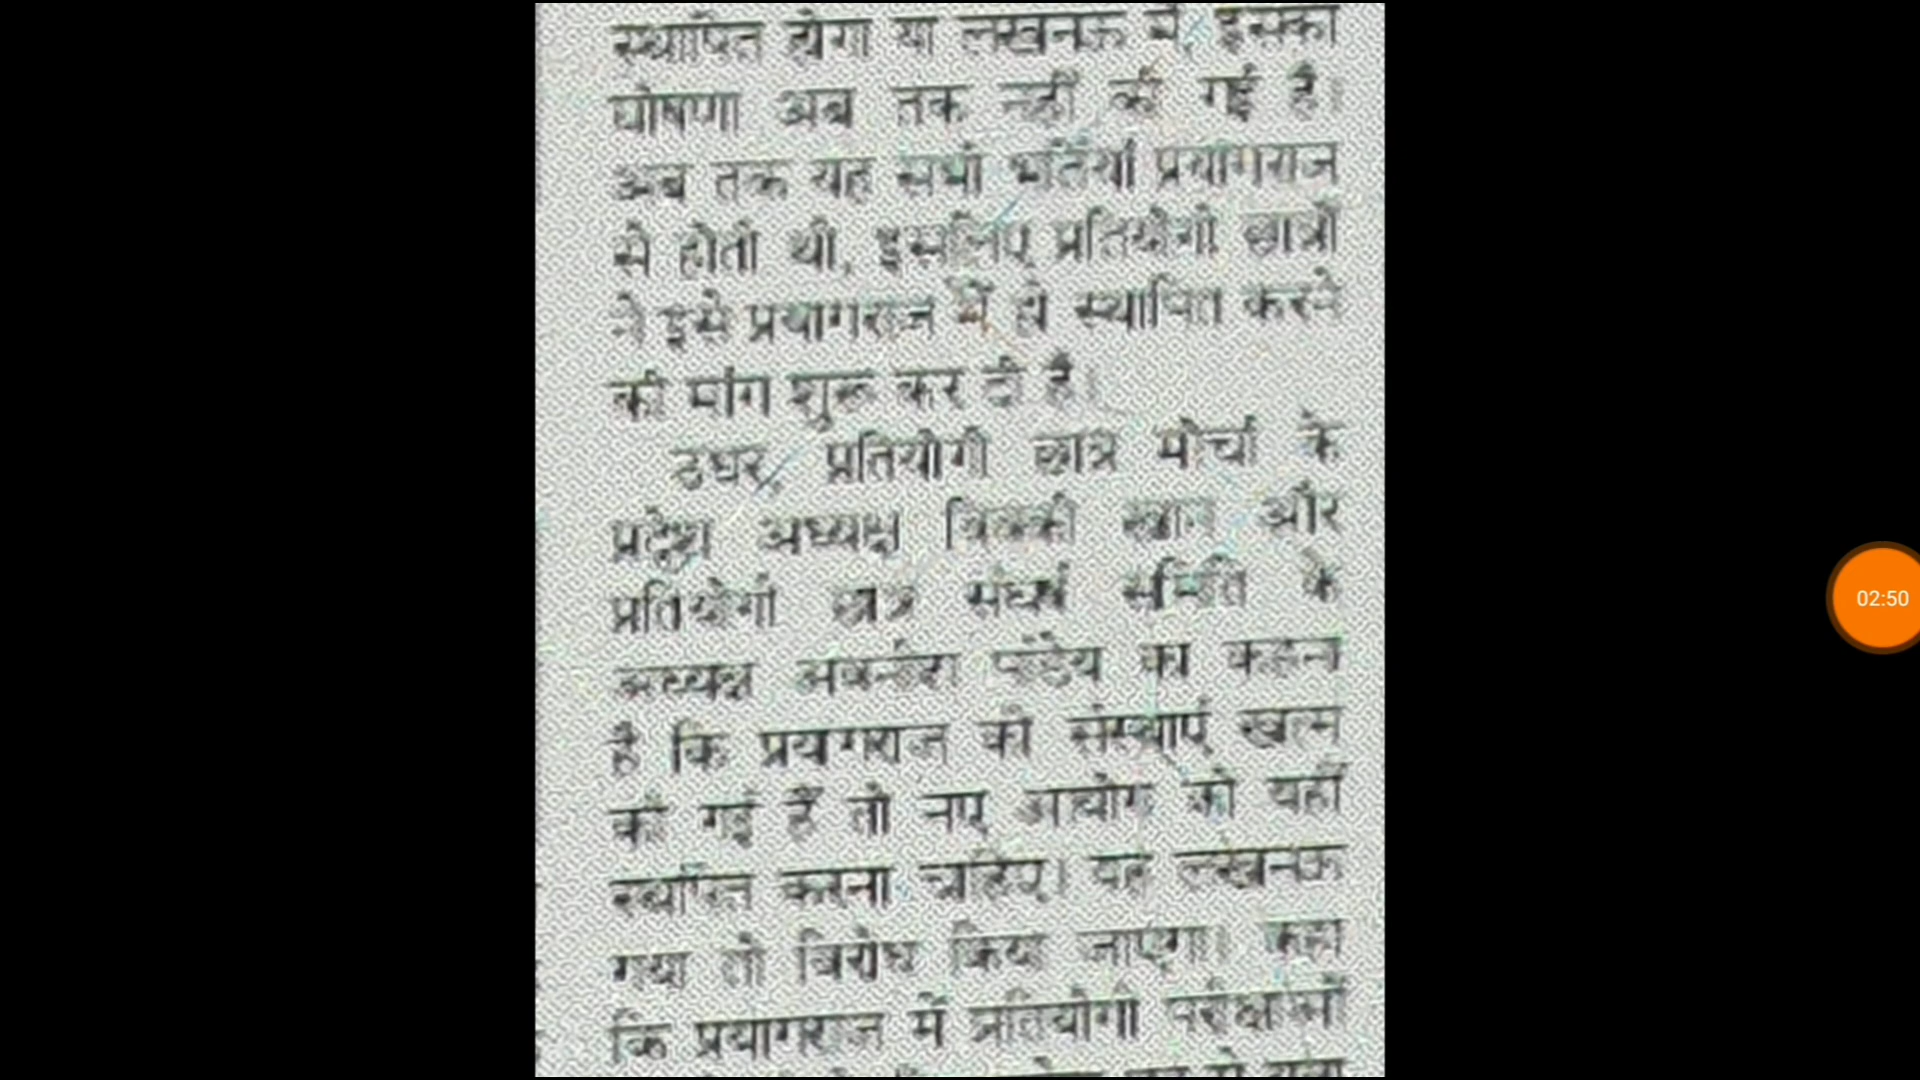 स्थापित होगा या लखनऊ में, इसकी
घोषणा अब तक नहीं की गई है।
अब तक यह सभी भर्तियां प्रयागराज
से होती थी, इसलिए प्रतियोगी छात्रों
ने इसे प्रयागराज में ही स्थापित करने
की मांग शुरू कर दी है।
उधर, प्रतियोगी छात्र मोर्चा के
प्रदेश अध्यक्ष विक्की खान और
प्रतियोगी छात्र संघर्ष समिति के
अध्यक्ष अवनीश पांडेय का कहना
है कि प्रयागराज की संस्थाएं खत्म
की गई हैं तो नए आयोग को यहीं
स्थापित करना चाहिए। यह लखनऊ
गया तो विरोध किया जाएगा। कहा
कि प्रयागराज में प्रतियोगी परीक्षाओं
02:50